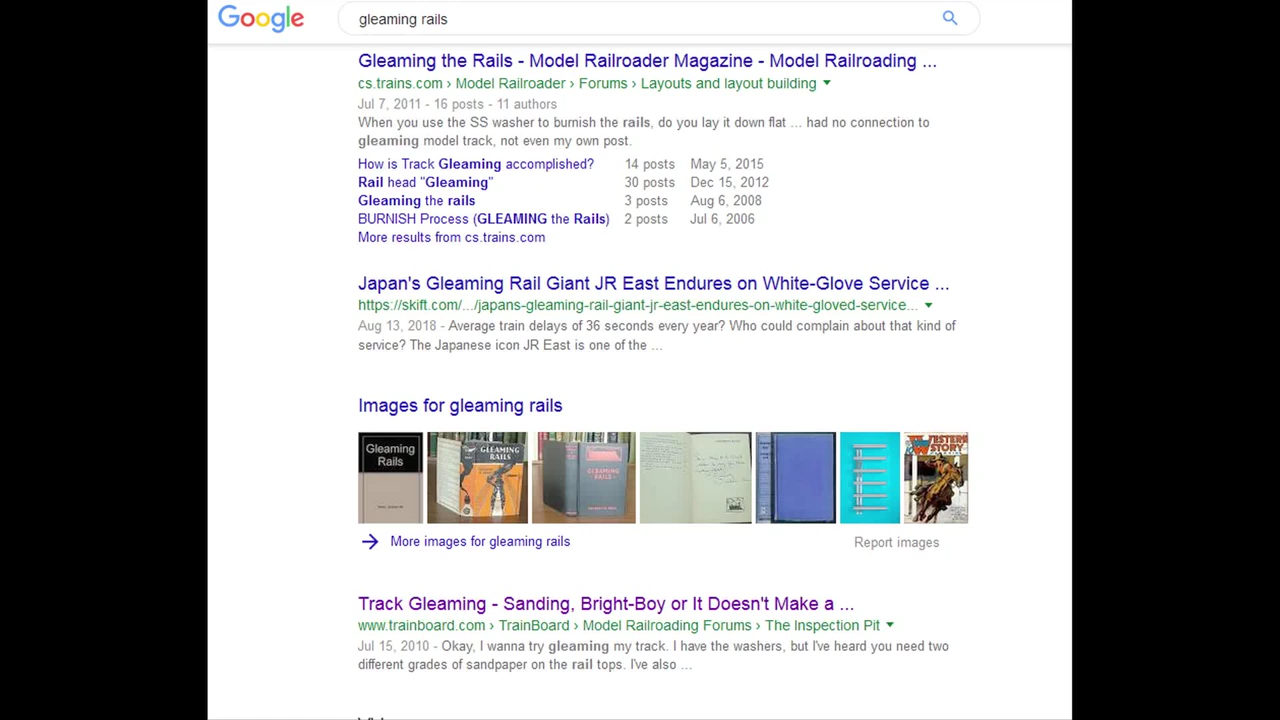 Google
gleaming rails
Gleaming the Rails - Model Railroader Magazine - Model Railroading ...
cs.trains.com › Model Railroader › Forums › Layouts and layout building
Jul 7, 2011 - 16 posts - 11 authors
When you use the SS washer to burnish the rails, do you lay it down flat ... had no connection to
gleaming model track, not even my own post.
How is Track Gleaming accomplished? 14 posts May 5, 2015
Rail head "Gleaming" 30 posts Dec 15, 2012
Gleaming the rails 3 posts Aug 6, 2008
BURNISH Process (GLEAMING the Rails) 2 posts Jul 6, 2006
More results from cs.trains.com
Japan's Gleaming Rail Giant JR East Endures on White-Glove Service ...
https://skift.com/.../japans-gleaming-rail-giant-jr-east-endures-on-white-gloved-service...
Aug 13, 2018 - Average train delays of 36 seconds every year? Who could complain about that kind of
service? The Japanese icon JR East is one of the ...
Images for gleaming rails
Gleaming
Rails
GLEAMING
RAILS
GLEAMING
RAILS
WESTERN
STORY
More images for gleaming rails
Report images
Track Gleaming - Sanding, Bright-Boy or It Doesn't Make a ...
www.trainboard.com › TrainBoard › Model Railroading Forums › The Inspection Pit
Jul 15, 2010 - Okay, I wanna try gleaming my track. I have the washers, but I've heard you need two
different grades of sandpaper on the rail tops. I've also ...